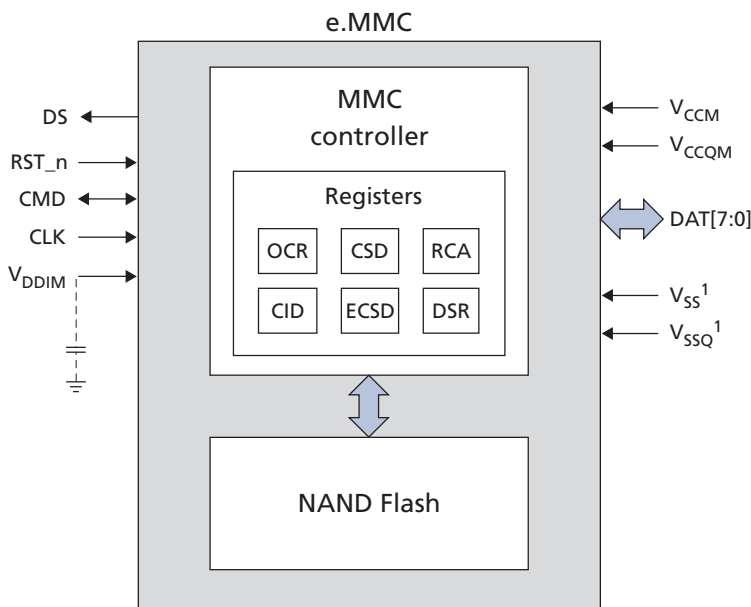 e.MMC
MMC
controller
Registers
OCR CSD RCA
CID ECSD DSR
NAND Flash
DS
RST_n
CMD
CLK
VDDIM
VCCM
VCCQM
DAT[7:0]
VSS1
VSSQ1